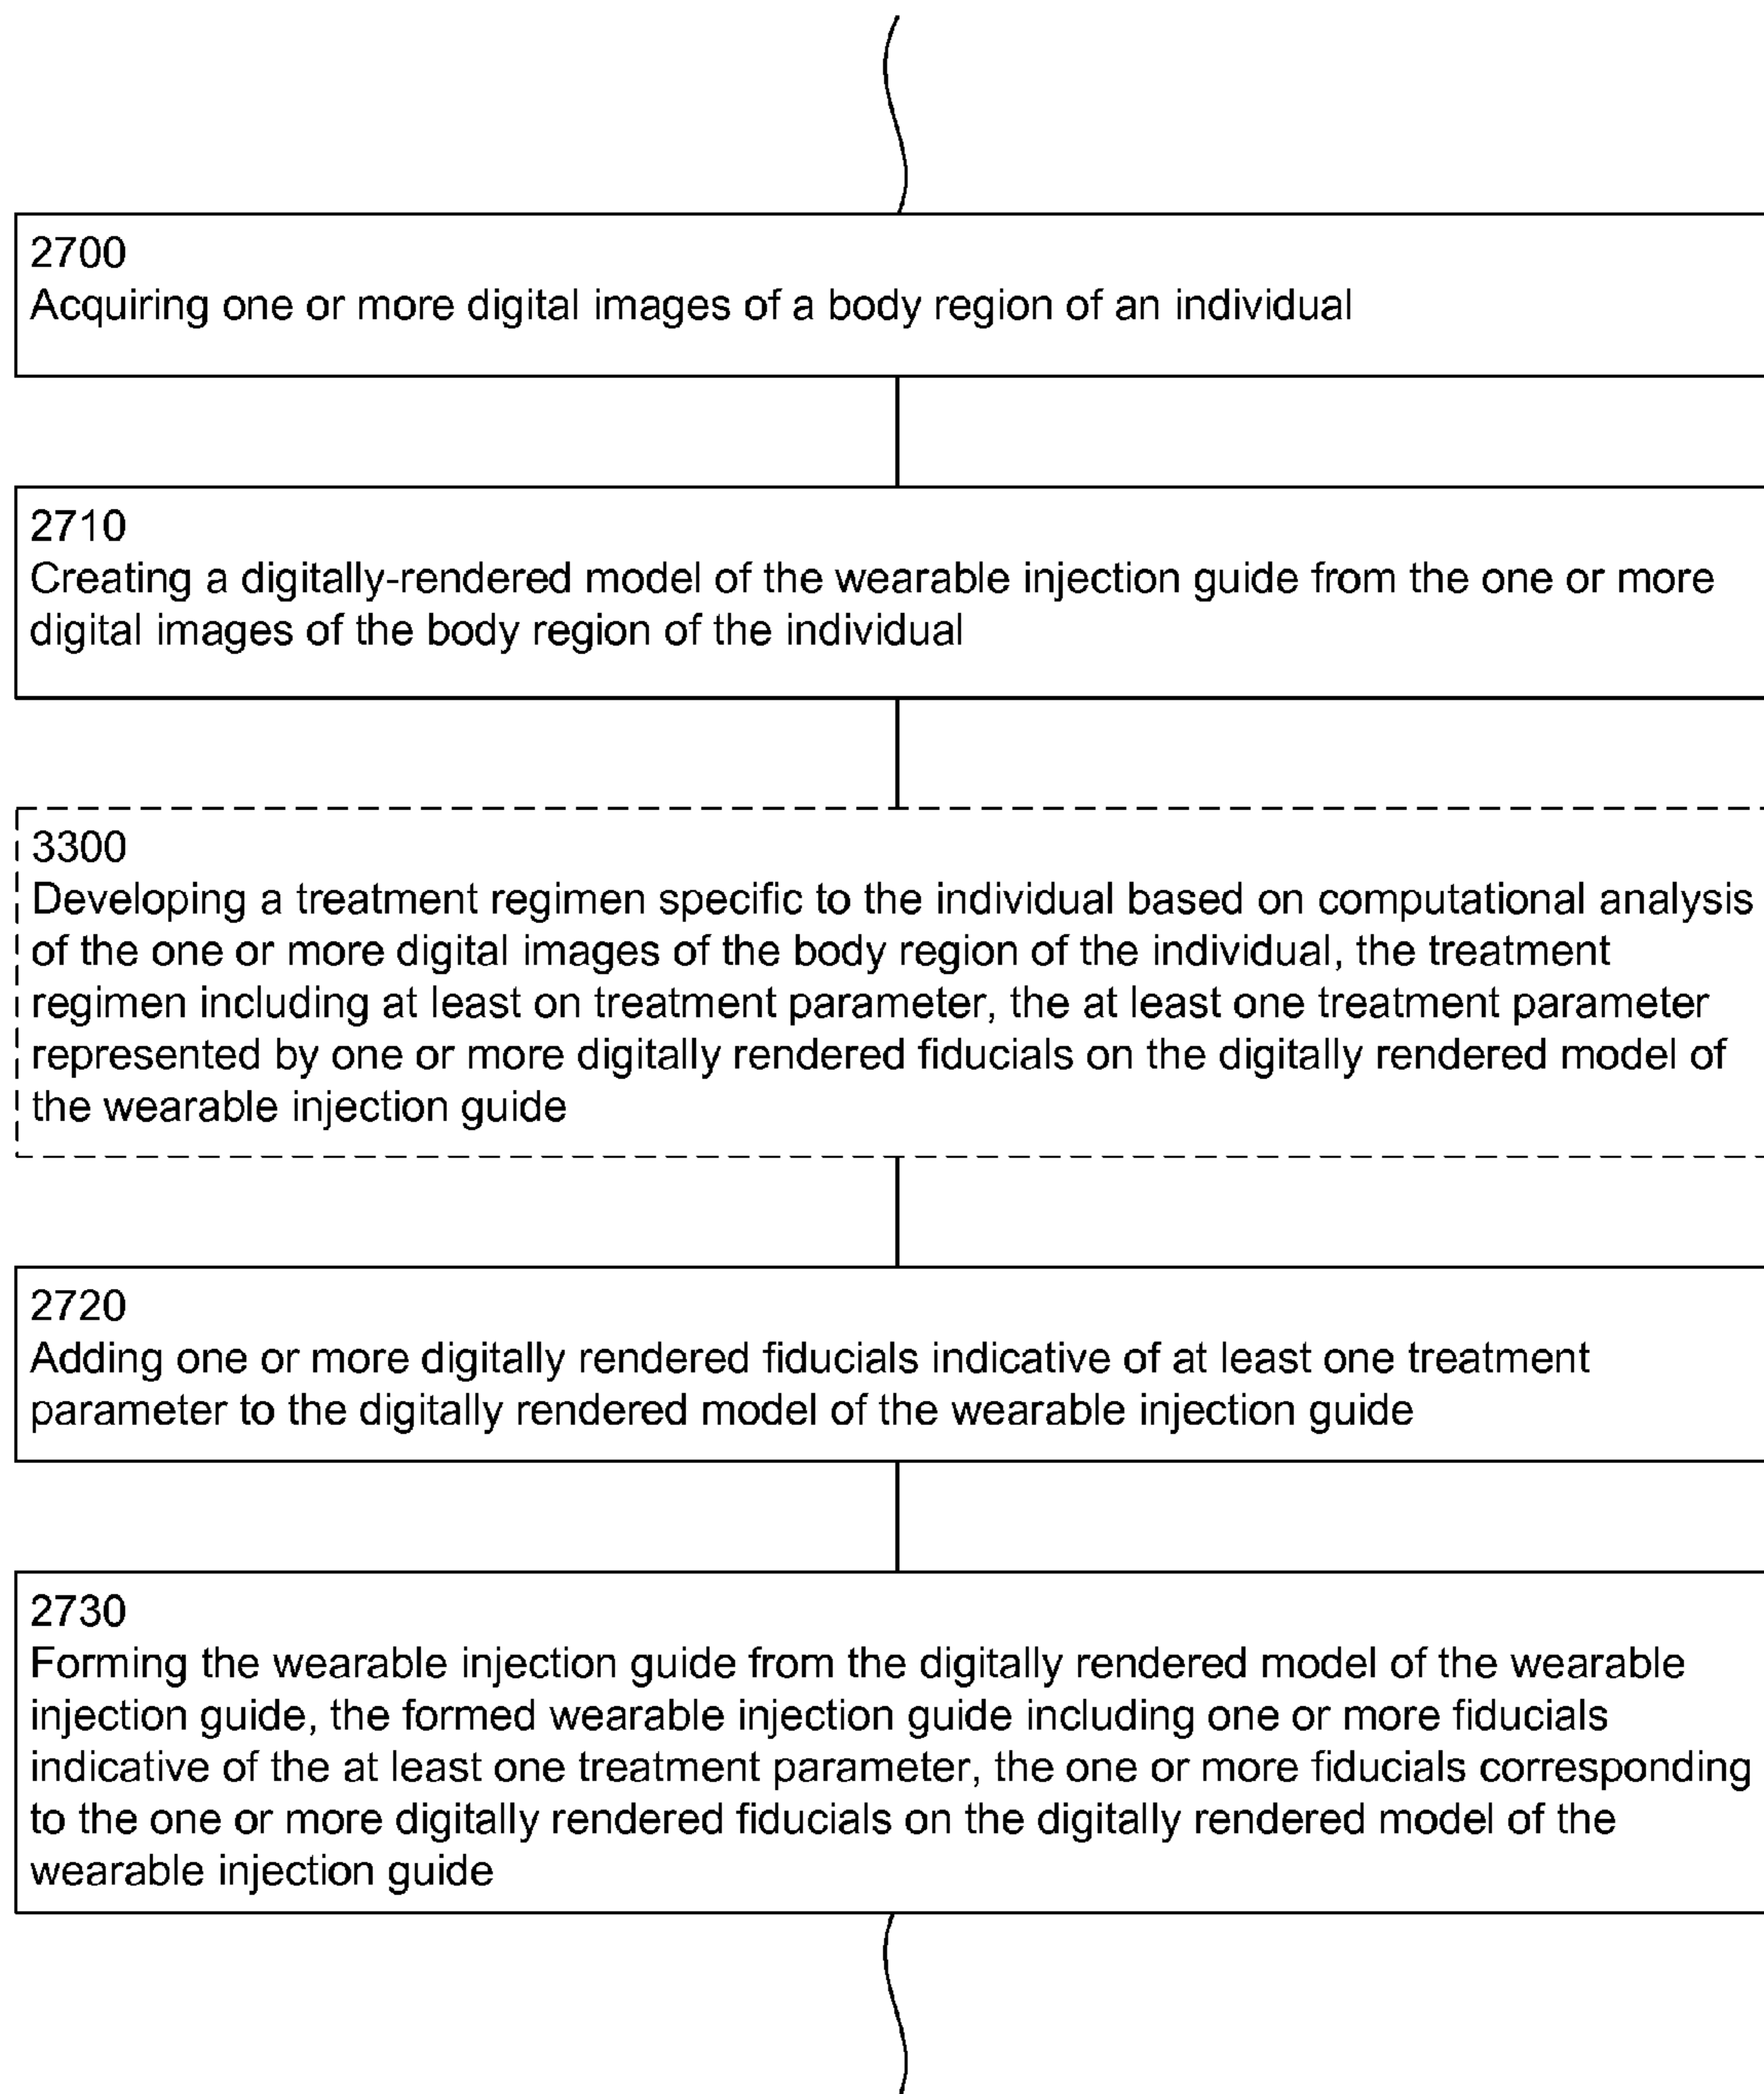 2700
Acquiring one or more digital images of a body region of an individual
2710
Creating a digitally-rendered model of the wearable injection guide from the one or more
digital images of the body region of the individual
3300
Developing a treatment regimen specific to the individual based on computational analysis
of the one or more digital images of the body region of the individual, the treatment
regimen including at least on treatment parameter, the at least one treatment parameter
represented by one or more digitally rendered fiducials on the digitally rendered model of
the wearable injection guide
2720
Adding one or more digitally rendered fiducials indicative of at least one treatment
parameter to the digitally rendered model of the wearable injection guide
2730
Forming the wearable injection guide from the digitally rendered model of the wearable
injection guide, the formed wearable injection guide including one or more fiducials
indicative of the at least one treatment parameter, the one or more fiducials corresponding
to the one or more digitally rendered fiducials on the digitally rendered model of the
wearable injection guide